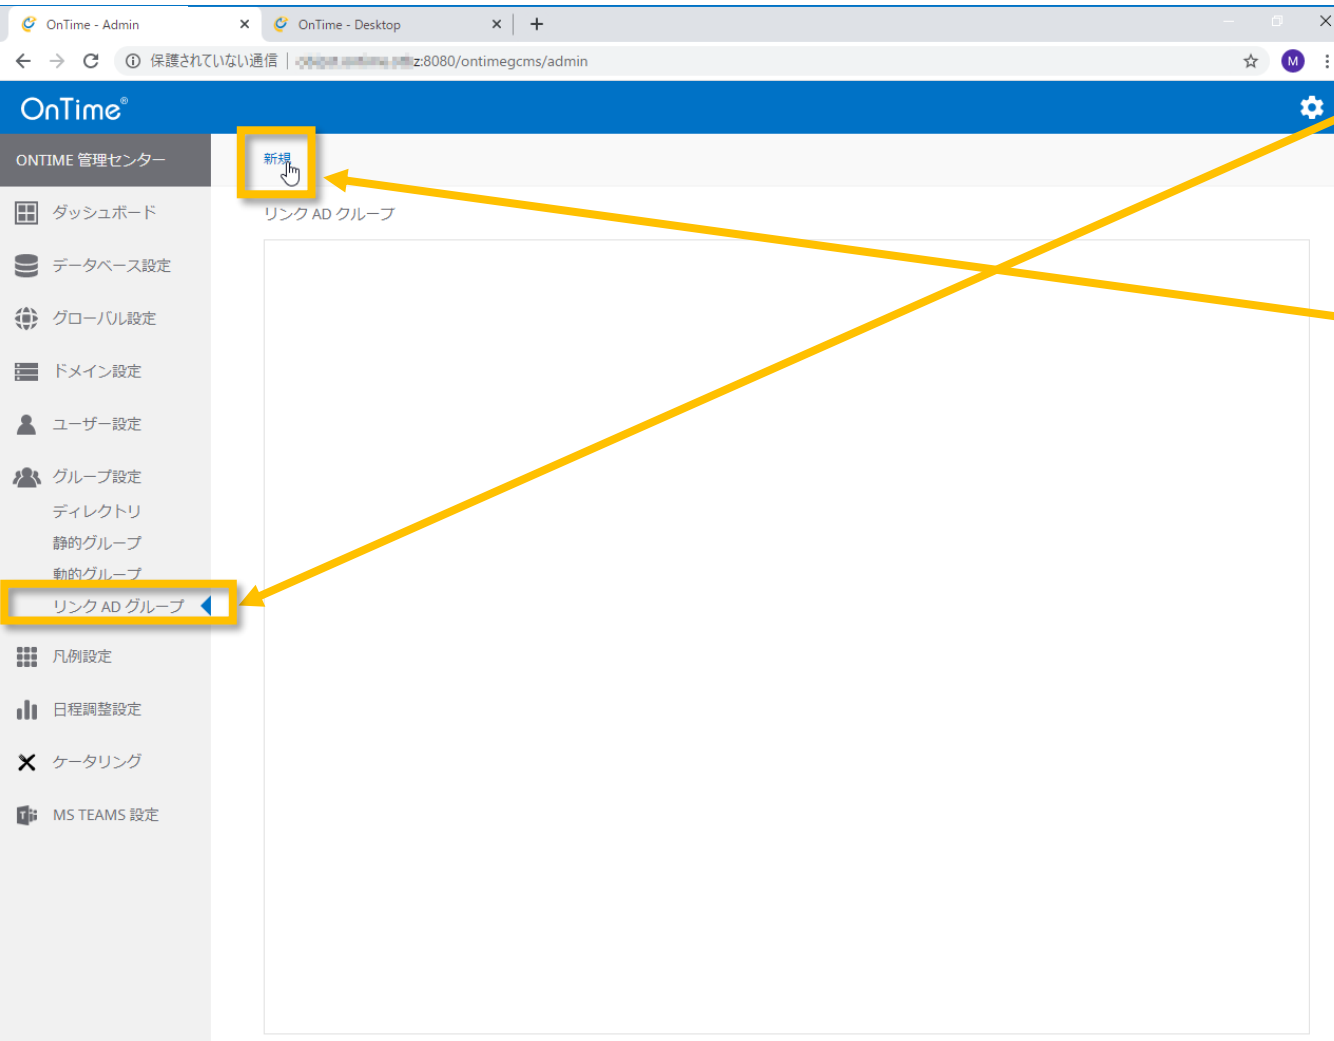 OnTime - Admin
OnTime - Desktop
保護されていない通信
z:8080/ontimegcms/admin
M
OnTime®
ONTIME 管理センター
新規
ダッシュボード
リンク AD グループ
データベース設定
グローバル設定
ドメイン設定
ユーザー設定
グループ設定
ディレクトリ
静的グループ
動的グループ
リンク AD グループ
凡例設定
日程調整設定
ケータリング
MS TEAMS 設定